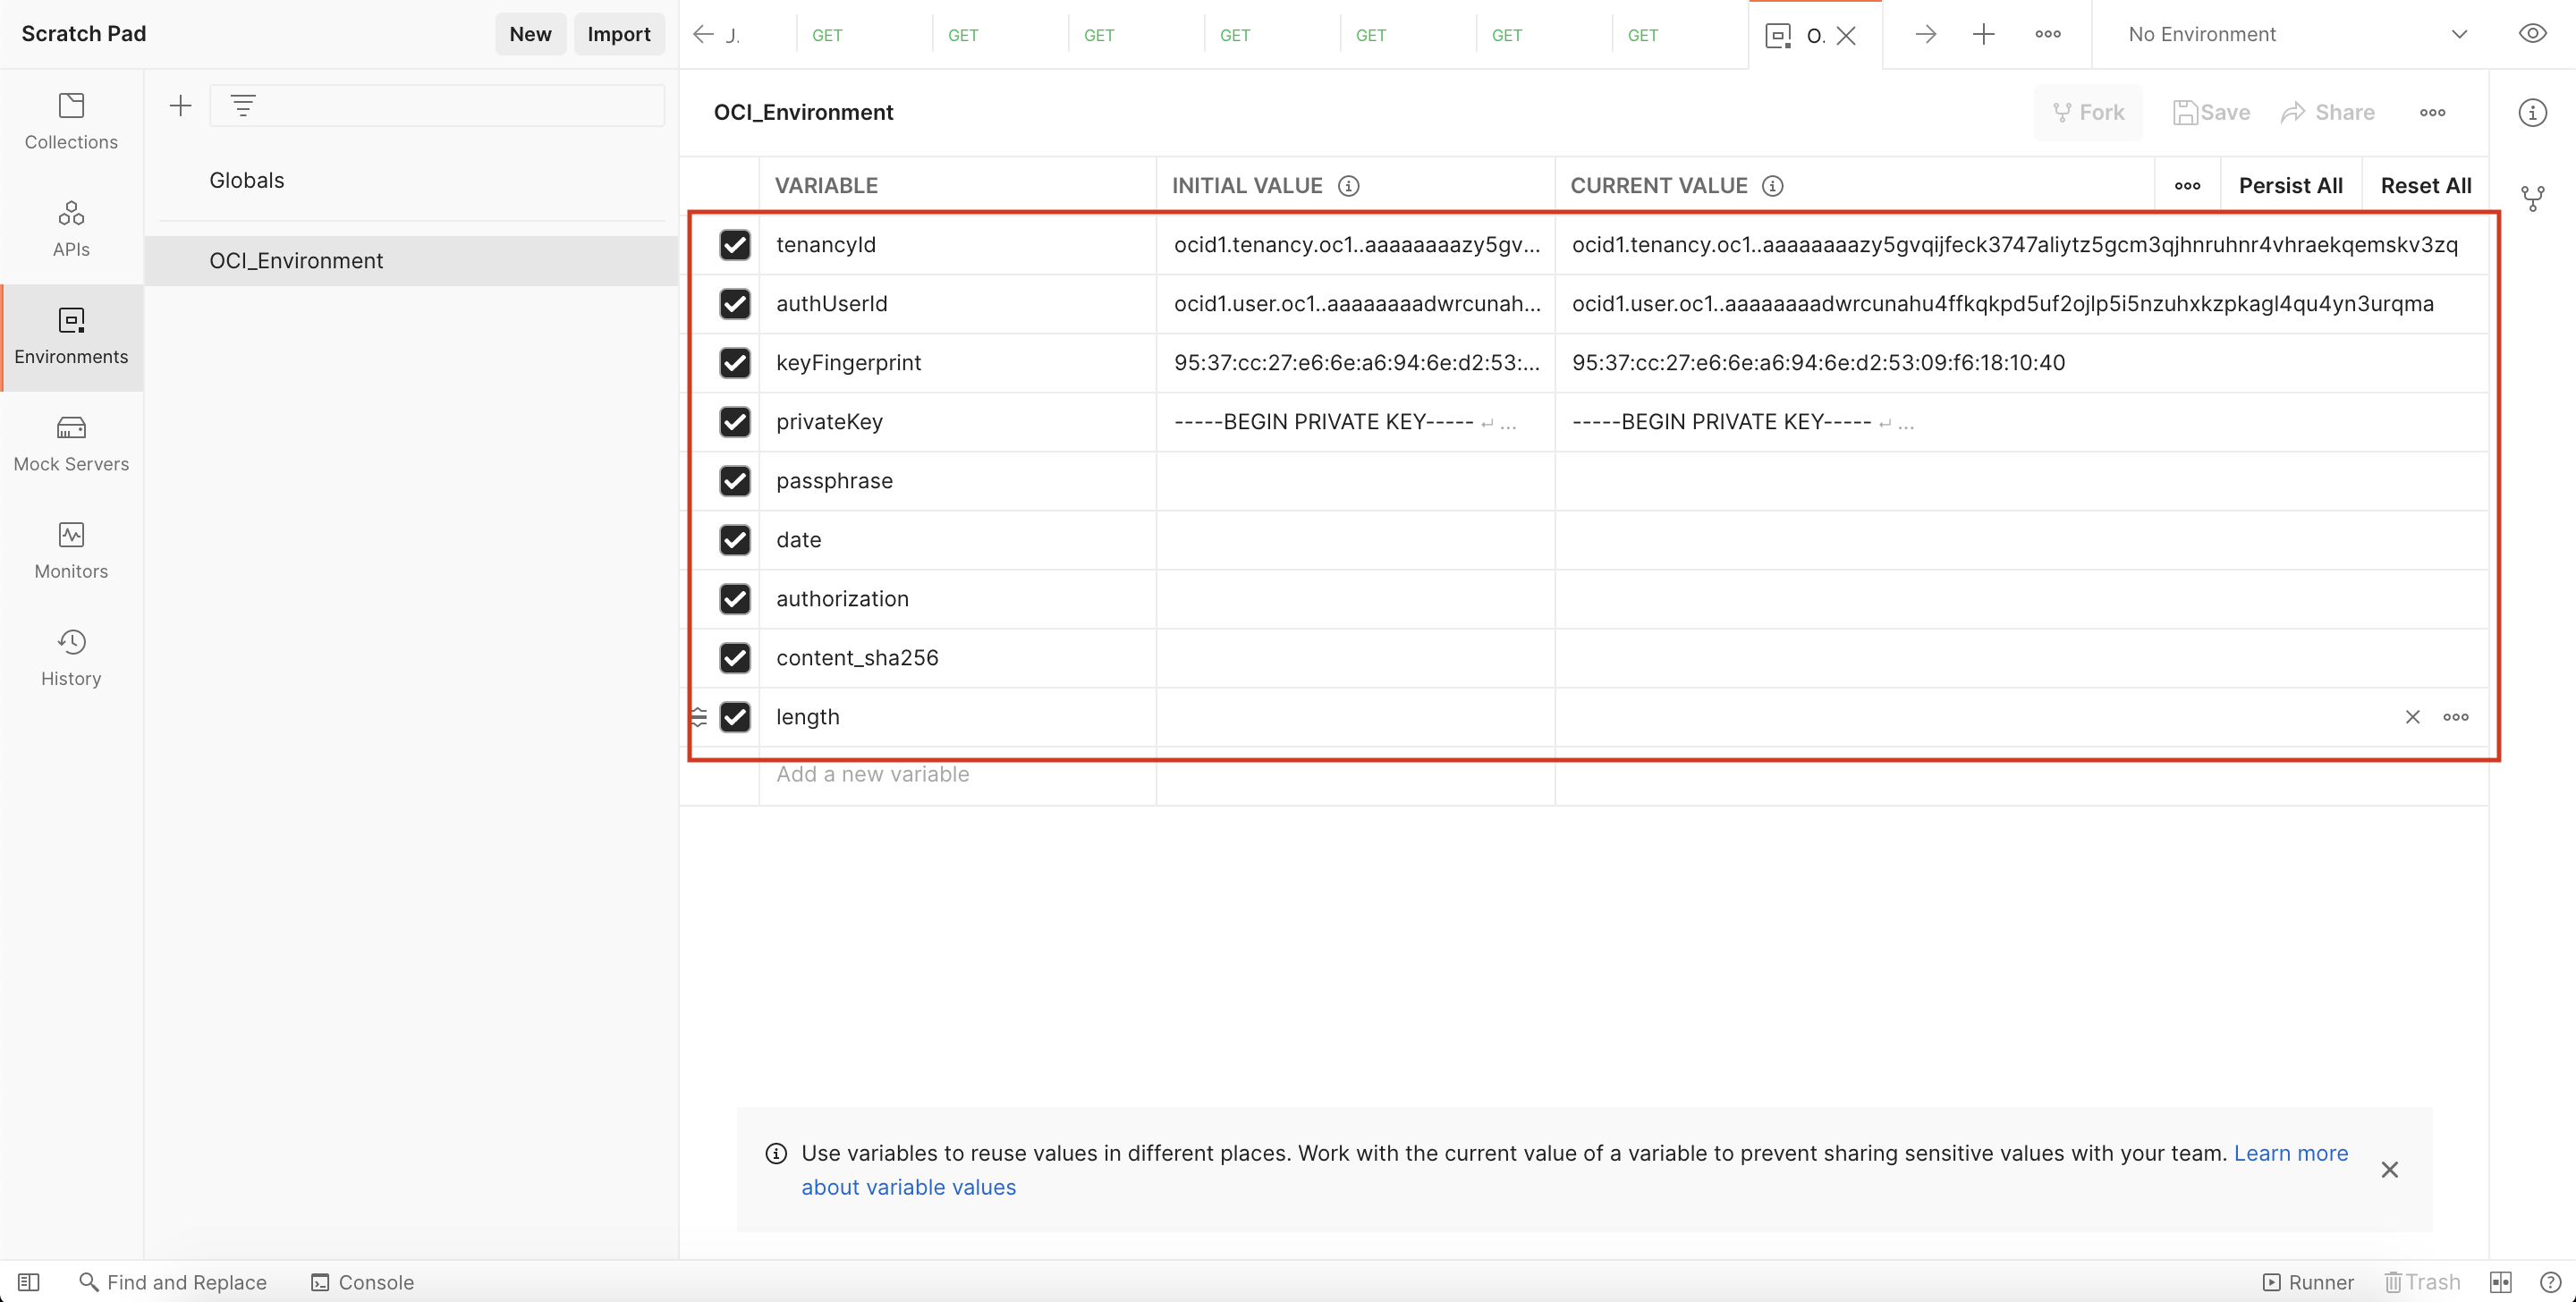 Scratch Pad
New
Import
J.
GET
GET
GET
GET
GET
GET
GET
O.
No Environment
Collections
APIs
Environments
Mock Servers
Monitors
History
Globals
OCI_Environment
OCI_Environment
Fork
Save
Share
VARIABLE INITIAL VALUE CURRENT VALUE Persist All Reset All
tenancyId ocid1.tenancy.oc1..aaaaaaaazy5gv... ocid1.tenancy.oc1..aaaaaaaazy5gvqijfeck3747aliytz5gcm3qjhnruhnr4vhraekqemskv3zq
authUserId ocid1.user.oc1..aaaaaaaadwrcunah... ocid1.user.oc1..aaaaaaaadwrcunahu4ffkqkpd5uf2ojlp5i5nzuhxkzpkagl4qu4yn3urqma
keyFingerprint 95:37:cc:27:e6:6e:a6:94:6e:d2:53:... 95:37:cc:27:e6:6e:a6:94:6e:d2:53:09:f6:18:10:40
privateKey -----BEGIN PRIVATE KEY----- ↵ ... -----BEGIN PRIVATE KEY----- ↵ ...
passphrase
date
authorization
content_sha256
length
Add a new variable
Use variables to reuse values in different places. Work with the current value of a variable to prevent sharing sensitive values with your team. Learn more
about variable values
Find and Replace
Console
Runner
Trash